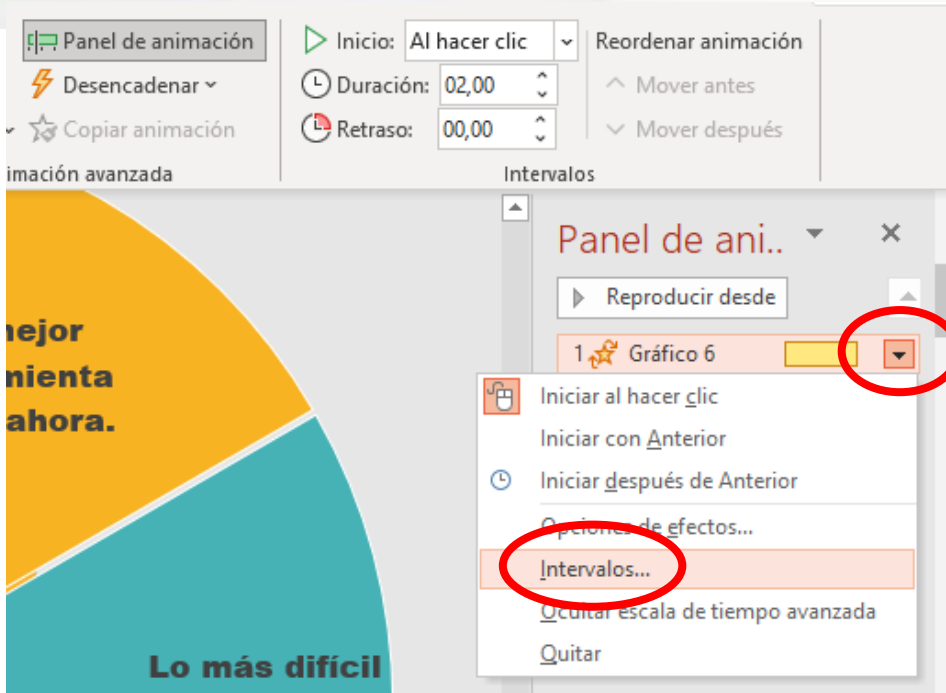 Panel de animación
Desencadenar
Copiar animación
imación avanzada
Inicio: Al hacer clic
Duración: 02,00
Retraso: 00,00
Reordenar animación
Mover antes
Mover después
Intervalos
nejor
mienta
ahora.
Lo más difícil
Panel de ani..
Reproducir desde
1 Gráfico 6
Iniciar al hacer clic
Iniciar con Anterior
Iniciar después de Anterior
Opciones de efectos...
Intervalos...
Ocultar escala de tiempo avanzada
Quitar